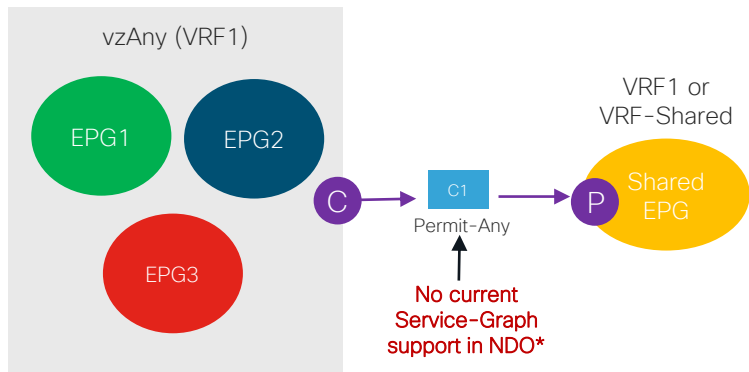 vzAny (VRF1)
EPG1
EPG2
EPG3
C
C1
Permit-Any
No current
Service-Graph
support in NDO*
VRF1 or
VRF-Shared
P
Shared
EPG